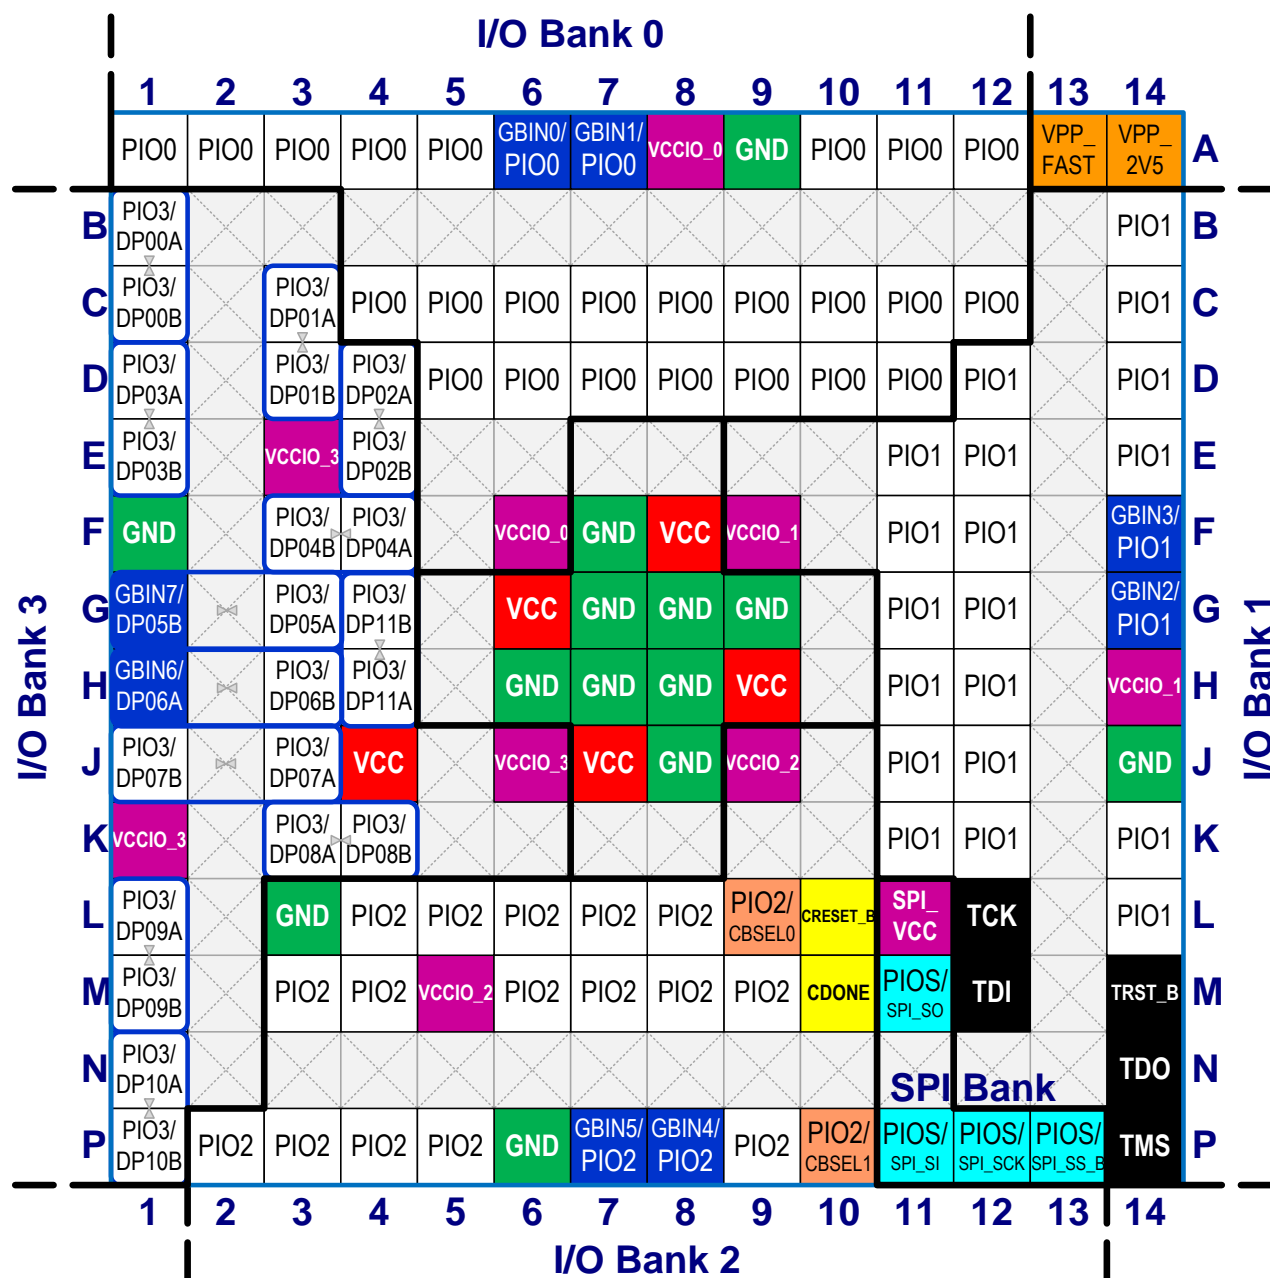 I/O Bank 0
1 2 3 4 5 6 7 8 9 10 11 12 13 14
PIO0 PIO0 PIO0 PIO0 PIO0 GBIN0/ PIO0 GBIN1/ PIO0 VCCIO_0 GND PIO0 PIO0 PIO0 VPP_ FAST VPP_ 2V5 A
B PIO3/ DP00A PIO1 B
C PIO3/ DP00B PIO3/ DP01A PIO0 PIO0 PIO0 PIO0 PIO0 PIO0 PIO0 PIO0 PIO0 PIO1 C
D PIO3/ DP03A PIO3/ DP01B PIO3/ DP02A PIO0 PIO0 PIO0 PIO0 PIO0 PIO0 PIO0 PIO1 PIO1 D
E PIO3/ DP03B VCCIO_3 PIO3/ DP02B PIO1 PIO1 PIO1 E
F GND PIO3/ DP04B PIO3/ DP04A VCCIO_0 GND VCC VCCIO_1 PIO1 PIO1 GBIN3/ PIO1 F
G GBIN7/ DP05B PIO3/ DP05A PIO3/ DP11B VCC GND GND GND PIO1 PIO1 GBIN2/ PIO1 G
H GBIN6/ DP06A PIO3/ DP06B PIO3/ DP11A GND GND GND VCC PIO1 PIO1 VCCIO_1 H
J PIO3/ DP07B PIO3/ DP07A VCC VCCIO_3 VCC GND VCCIO_2 PIO1 PIO1 GND J
K VCCIO_3 PIO3/ DP08A PIO3/ DP08B PIO1 PIO1 PIO1 K
L PIO3/ DP09A GND PIO2 PIO2 PIO2 PIO2 PIO2 PIO2/ CBSEL0 CRESET_B SPI_ VCC TCK PIO1 L
M PIO3/ DP09B PIO2 PIO2 VCCIO_2 PIO2 PIO2 PIO2 PIO2 CDONE PIOS/ SPI_SO TDI TRST_B M
N PIO3/ DP10A SPI Bank TDO N
P PIO3/ DP10B PIO2 PIO2 PIO2 PIO2 GND GBIN5/ PIO2 GBIN4/ PIO2 PIO2 PIO2/ CBSEL1 PIOS/ SPI_SI PIOS/ SPI_SCK PIOS/ SPI_SS_B TMS P
1 2 3 4 5 6 7 8 9 10 11 12 13 14
I/O Bank 2
I/O Bank 3
I/O Bank 1